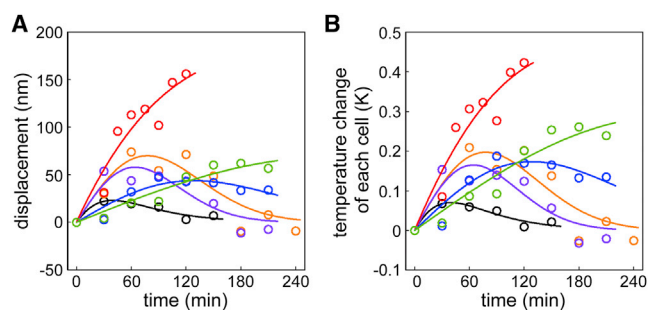 A
displacement (nm)
200
150
100
50
0
-50
0 60 120 180 240
time (min)
B
temperature change
of each cell (K)
0.5
0.4
0.3
0.2
0.1
0
-0.1
0 60 120 180 240
time (min)